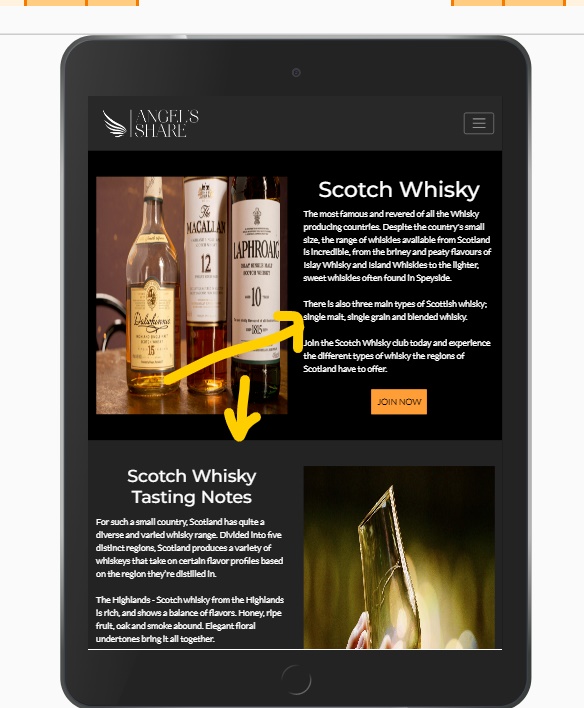 ANGEL'S
SHARE
The
MACALLAN
12
LAPHROAIG
10
1815
Dalwhinnie
15
Scotch Whisky
The most famous and revered of all the Whisky
producing countries. Despite the country's small
size, the range of whiskies available from Scotland
is incredible, from the briney and peaty flavours of
Islay Whisky and Island Whiskies to the lighter,
sweet whiskies often found in Speyside.
There is also three main types of Scottish whisky;
single malt, single grain and blended whisky.
Join the Scotch Whisky club today and experience
the different types of whisky the regions of
Scotland have to offer.
JOIN NOW
Scotch Whisky
Tasting Notes
For such a small country, Scotland has quite a
diverse and varied whisky range. Divided into five
distinct regions, Scotland produces a variety of
whiskeys that take on certain flavor profiles based
on the region they're distilled in.
The Highlands - Scotch whisky from the Highlands
is rich, and shows a balance of flavors. Honey, ripe
fruit, oak and smoke abound. Elegant floral
undertones bring it all together.